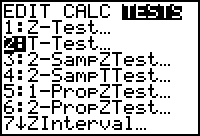 EDIT CALC TESTS
1:Z-Test…
2:T-Test…
3:2-SampZTest…
4:2-SampTTest…
5:1-PropZTest…
6:2-PropZTest…
7↓ZInterval…